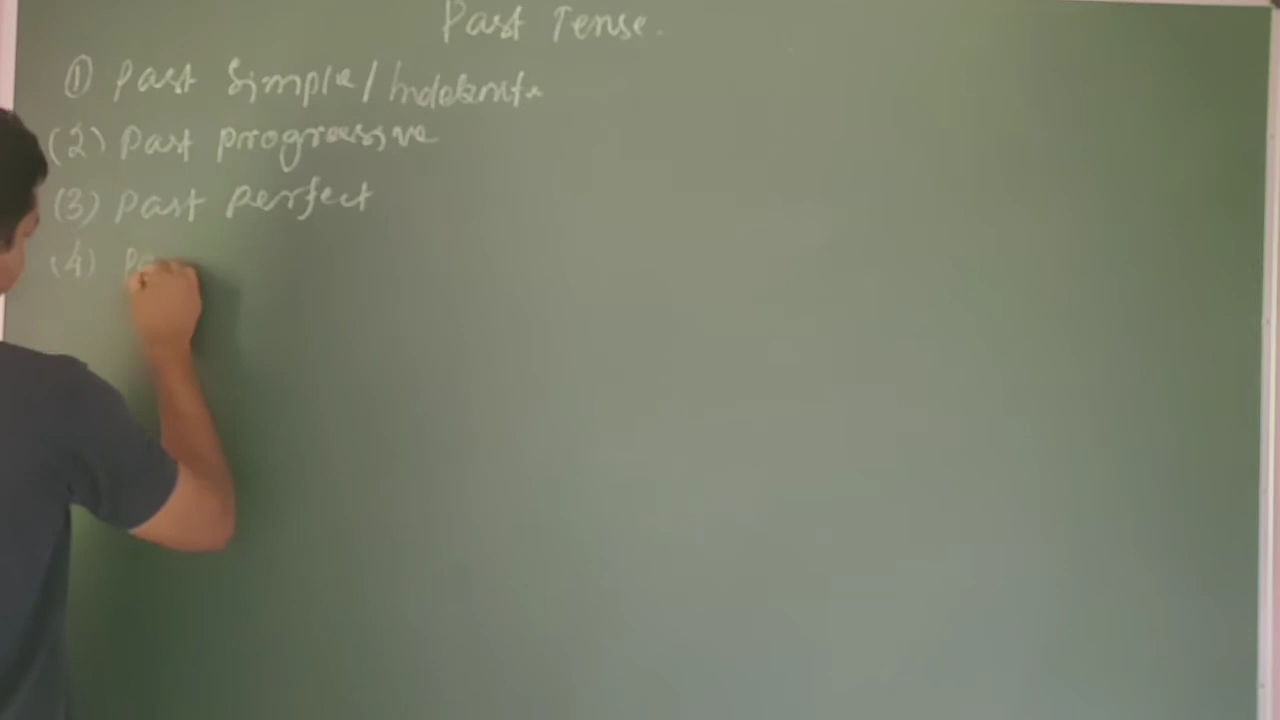 Past Tense.
① Past Simple/Indefinite
(2) Past progressive
(3) Past perfect
(4)